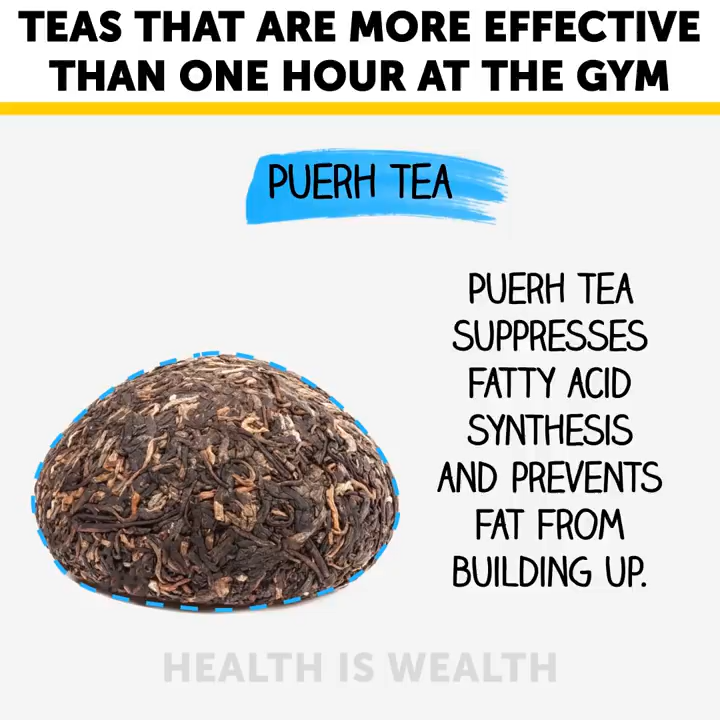 TEAS THAT ARE MORE EFFECTIVE
THAN ONE HOUR AT THE GYM
PUERH TEA
PUERH TEA
SUPPRESSES
FATTY ACID
SYNTHESIS
AND PREVENTS
FAT FROM
BUILDING UP.
HEALTH IS WEALTH